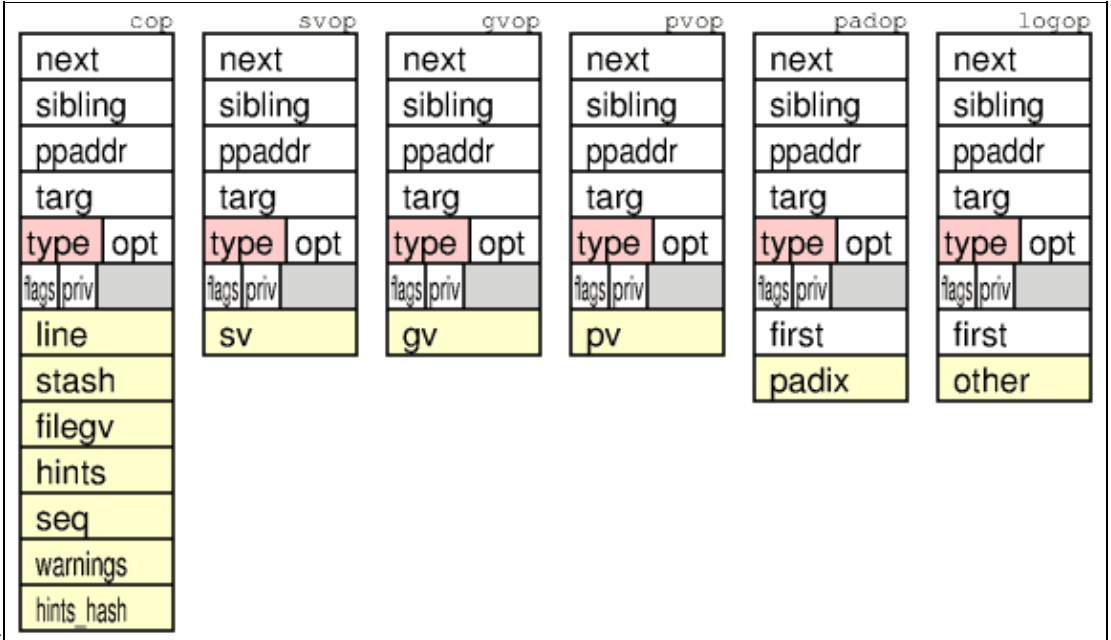 cop svop gvop pvop padop logop
next next next next next next
sibling sibling sibling sibling sibling sibling
ppaddr ppaddr ppaddr ppaddr ppaddr ppaddr
targ targ targ targ targ targ
type opt type opt type opt type opt type opt type opt
flags priv flags priv flags priv flags priv flags priv flags priv
line sv gv pv first first
stash padix other
filegv
hints
seq
warnings
hints_hash